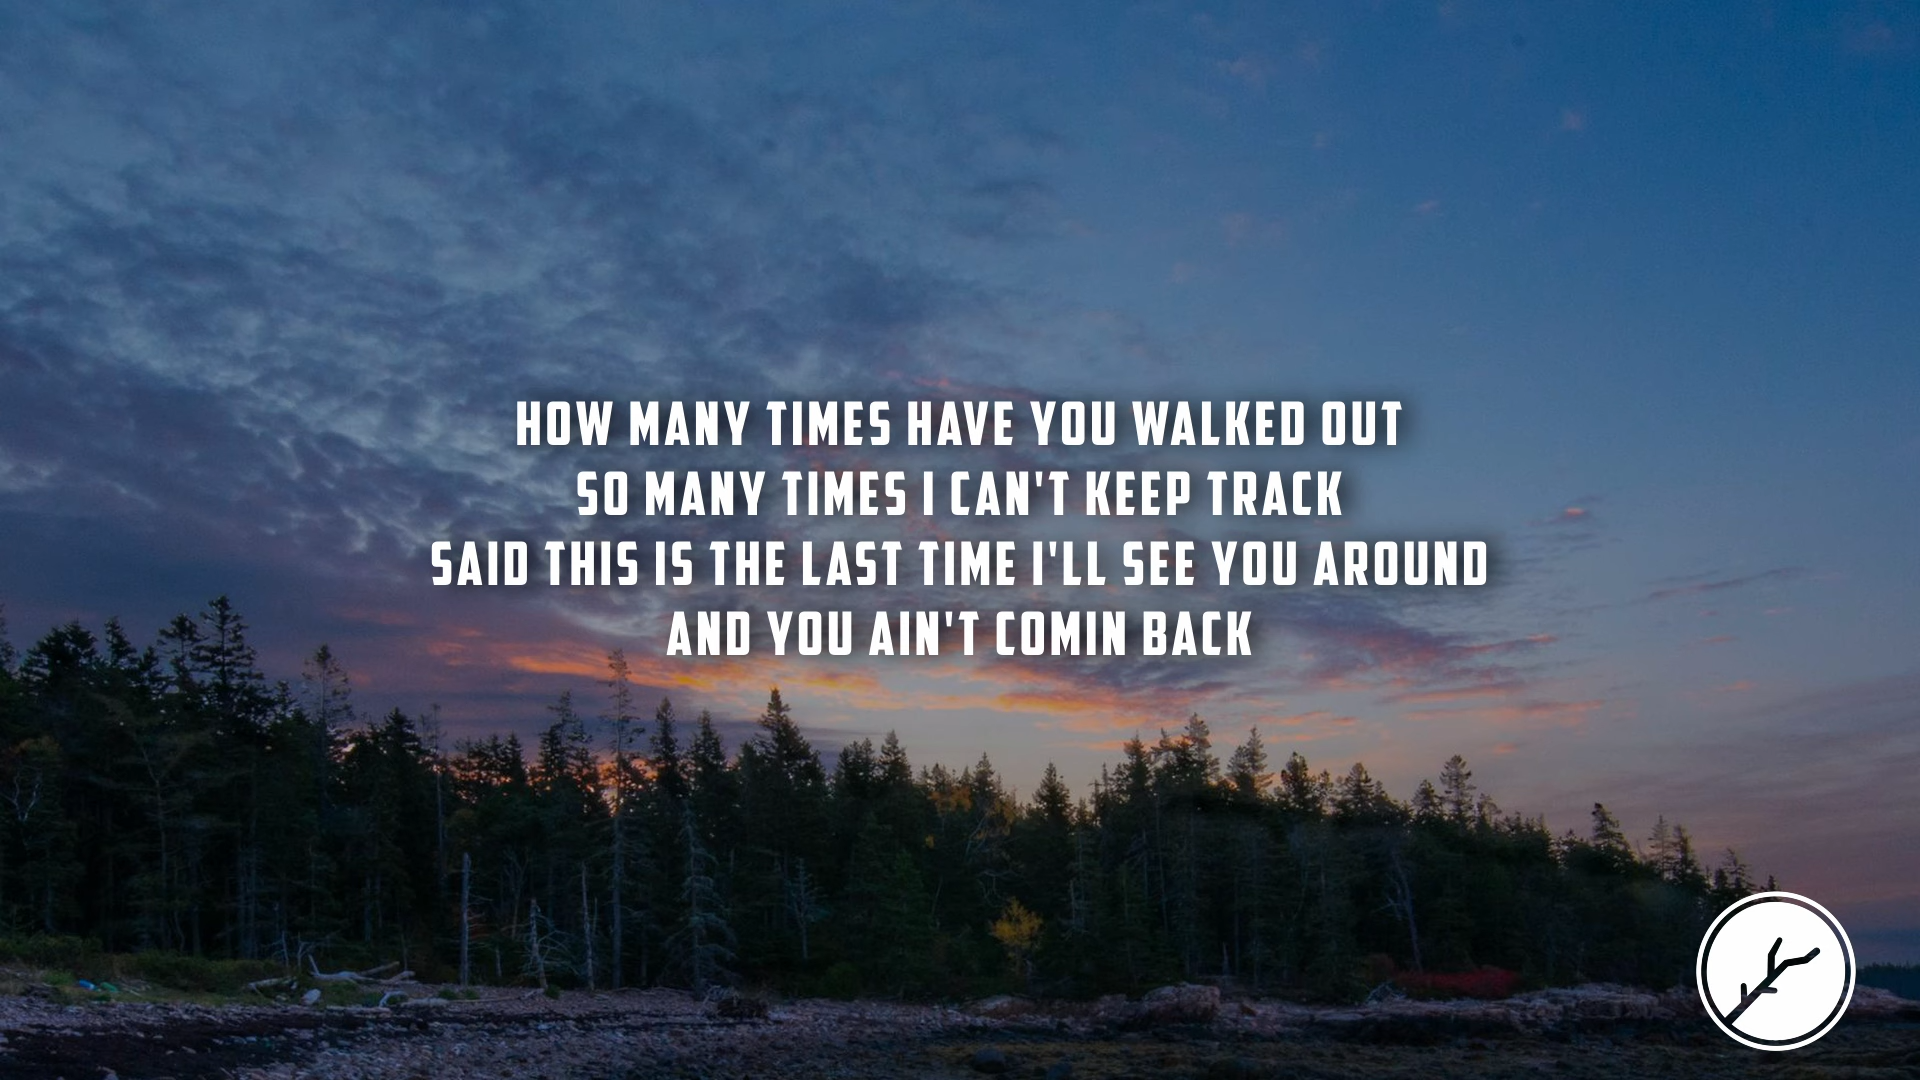 HOW MANY TIMES HAVE YOU WALKED OUT
SO MANY TIMES I CAN'T KEEP TRACK
SAID THIS IS THE LAST TIME I'LL SEE YOU AROUND
AND YOU AIN'T COMIN BACK